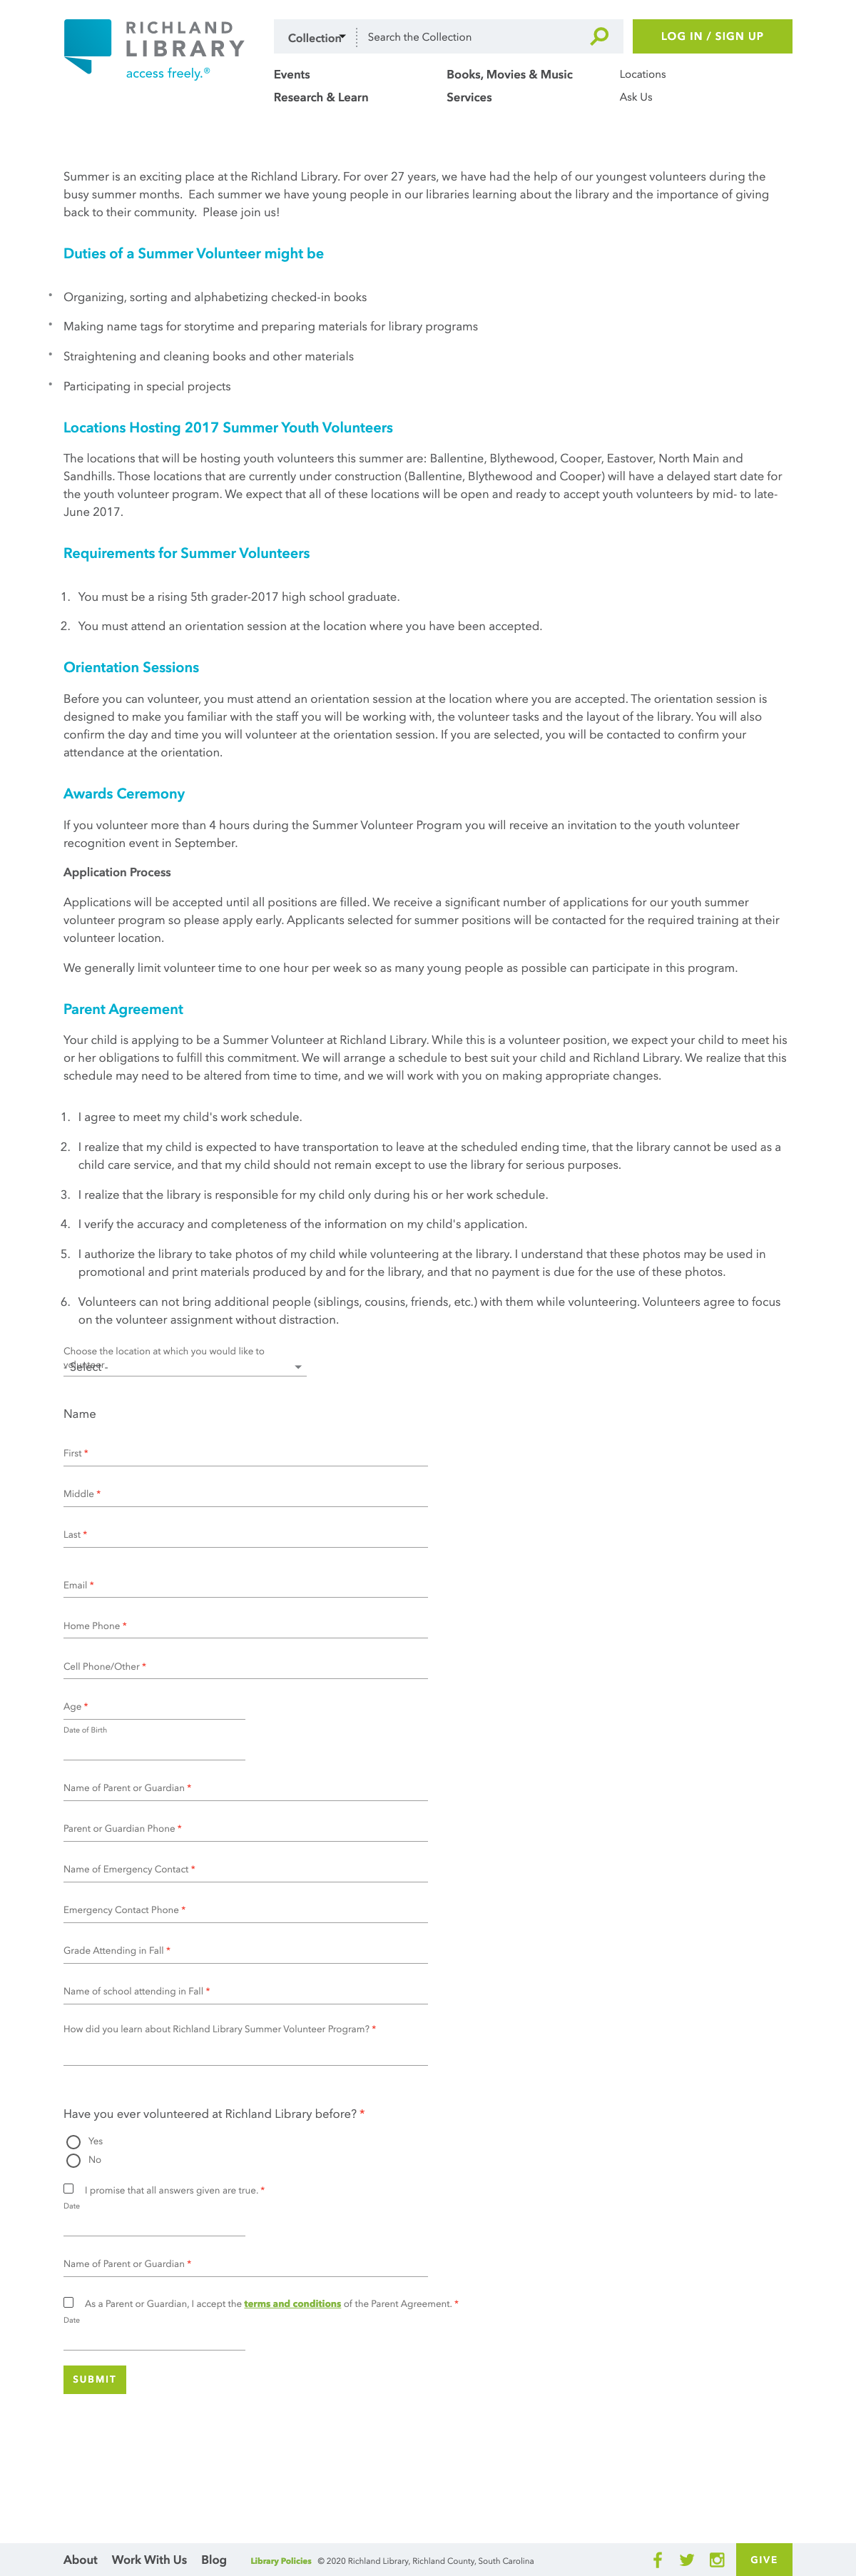 RICHLAND
LIBRARY
access freely.®
Collection
Search the Collection
LOG IN / SIGN UP
Events
Books, Movies & Music
Locations
Research & Learn
Services
Ask Us
Summer is an exciting place at the Richland Library. For over 27 years, we have had the help of our youngest volunteers during the
busy summer months.  Each summer we have young people in our libraries learning about the library and the importance of giving
back to their community.  Please join us!
Duties of a Summer Volunteer might be
Organizing, sorting and alphabetizing checked-in books
Making name tags for storytime and preparing materials for library programs
Straightening and cleaning books and other materials
Participating in special projects
Locations Hosting 2017 Summer Youth Volunteers
The locations that will be hosting youth volunteers this summer are: Ballentine, Blythewood, Cooper, Eastover, North Main and
Sandhills. Those locations that are currently under construction (Ballentine, Blythewood and Cooper) will have a delayed start date for
the youth volunteer program. We expect that all of these locations will be open and ready to accept youth volunteers by mid- to late-
June 2017.
Requirements for Summer Volunteers
1. You must be a rising 5th grader-2017 high school graduate.
2. You must attend an orientation session at the location where you have been accepted.
Orientation Sessions
Before you can volunteer, you must attend an orientation session at the location where you are accepted. The orientation session is
designed to make you familiar with the staff you will be working with, the volunteer tasks and the layout of the library. You will also
confirm the day and time you will volunteer at the orientation session. If you are selected, you will be contacted to confirm your
attendance at the orientation.
Awards Ceremony
If you volunteer more than 4 hours during the Summer Volunteer Program you will receive an invitation to the youth volunteer
recognition event in September.
Application Process
Applications will be accepted until all positions are filled. We receive a significant number of applications for our youth summer
volunteer program so please apply early. Applicants selected for summer positions will be contacted for the required training at their
volunteer location.
We generally limit volunteer time to one hour per week so as many young people as possible can participate in this program.
Parent Agreement
Your child is applying to be a Summer Volunteer at Richland Library. While this is a volunteer position, we expect your child to meet his
or her obligations to fulfill this commitment. We will arrange a schedule to best suit your child and Richland Library. We realize that this
schedule may need to be altered from time to time, and we will work with you on making appropriate changes.
1. I agree to meet my child's work schedule.
2. I realize that my child is expected to have transportation to leave at the scheduled ending time, that the library cannot be used as a
child care service, and that my child should not remain except to use the library for serious purposes.
3. I realize that the library is responsible for my child only during his or her work schedule.
4. I verify the accuracy and completeness of the information on my child's application.
5. I authorize the library to take photos of my child while volunteering at the library. I understand that these photos may be used in
promotional and print materials produced by and for the library, and that no payment is due for the use of these photos.
6. Volunteers can not bring additional people (siblings, cousins, friends, etc.) with them while volunteering. Volunteers agree to focus
on the volunteer assignment without distraction.
Choose the location at which you would like to
volunteer
- Select -
Name
First *
Middle *
Last *
Email *
Home Phone *
Cell Phone/Other *
Age *
Date of Birth
Name of Parent or Guardian *
Parent or Guardian Phone *
Name of Emergency Contact *
Emergency Contact Phone *
Grade Attending in Fall *
Name of school attending in Fall *
How did you learn about Richland Library Summer Volunteer Program? *
Have you ever volunteered at Richland Library before? *
Yes
No
I promise that all answers given are true. *
Date
Name of Parent or Guardian *
As a Parent or Guardian, I accept the terms and conditions of the Parent Agreement. *
Date
SUBMIT
About
Work With Us
Blog
Library Policies
© 2020 Richland Library, Richland County, South Carolina
GIVE